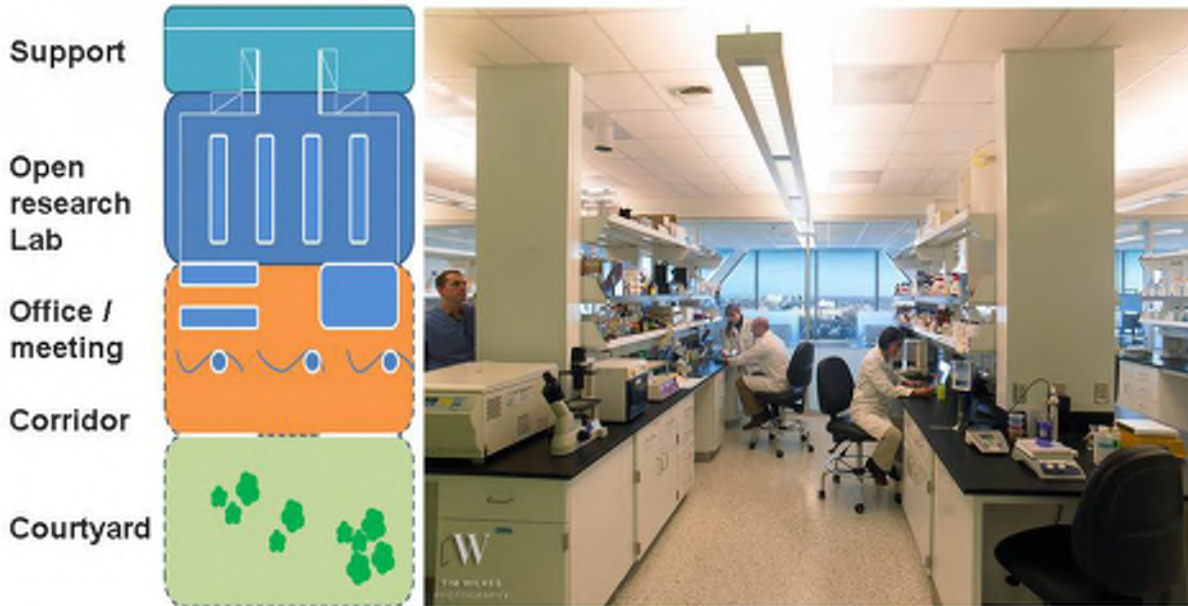 Support
Open
research
Lab
Office /
meeting
Corridor
Courtyard
W
TIM WILKES
PHOTOGRAPHY